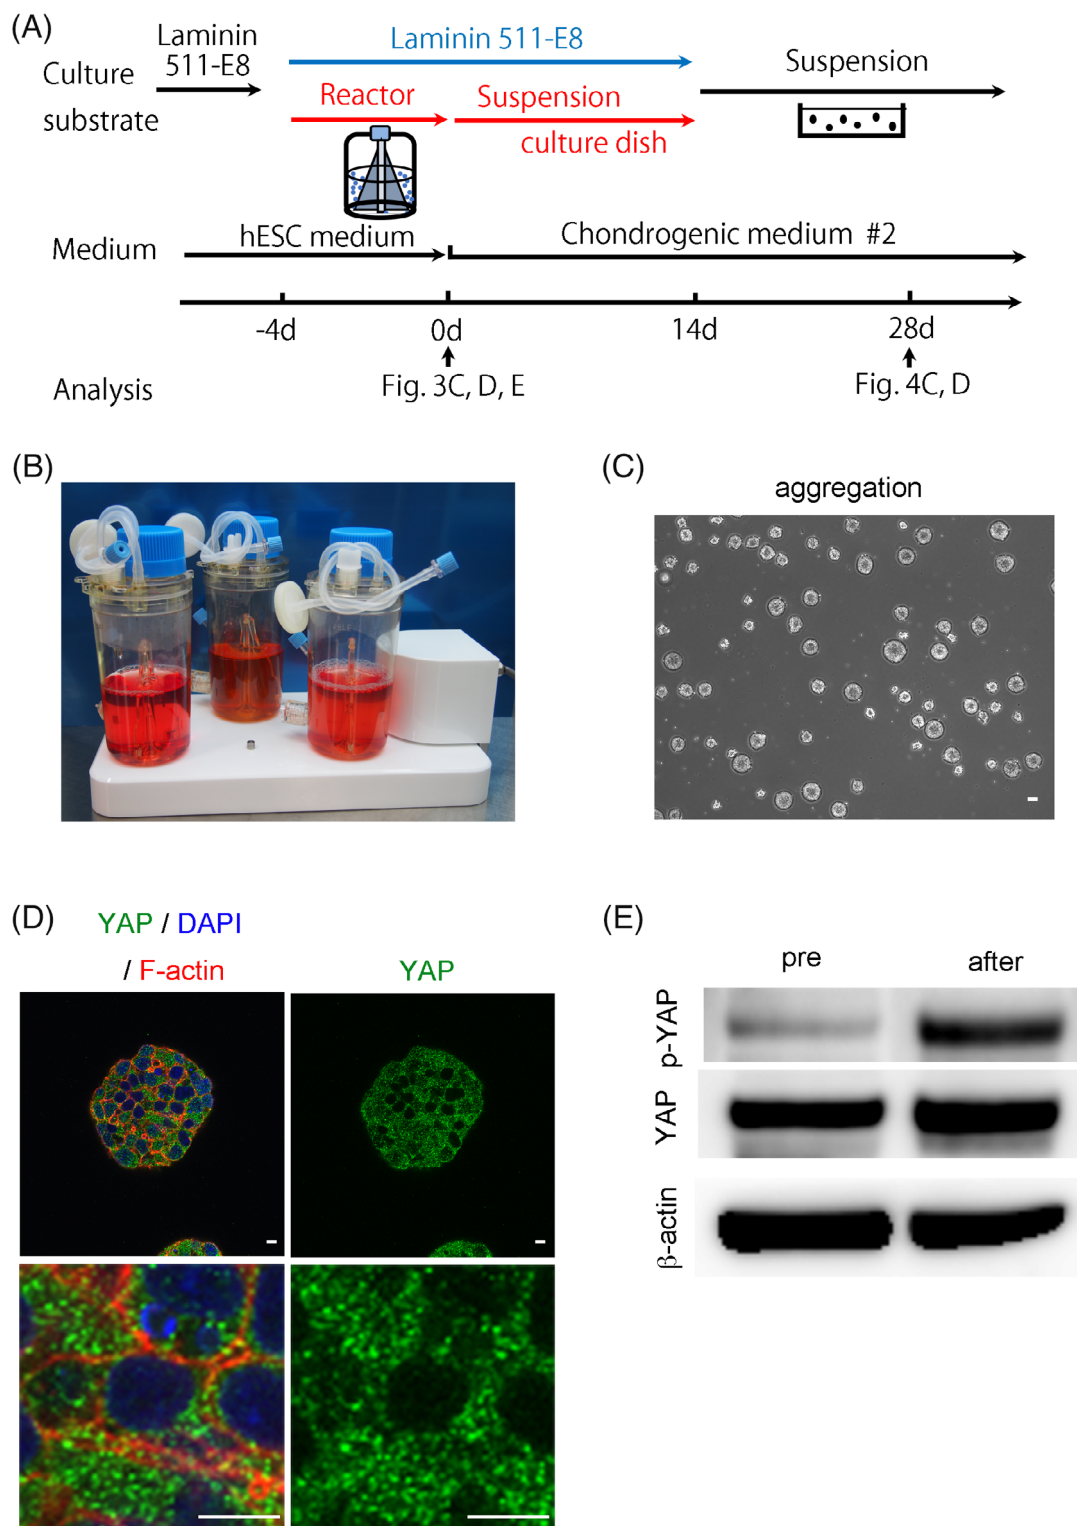 (A)
Laminin
511-E8
Culture
substrate
Laminin 511-E8
Reactor
Suspension
culture dish
Suspension
Medium
hESC medium
Chondrogenic medium #2
-4d
0d
14d
28d
Analysis
Fig. 3C, D, E
Fig. 4C, D
(B)
(C)
aggregation
(D)
YAP / DAPI
/ F-actin
YAP
(E)
pre
after
p-YAP
YAP
β-actin